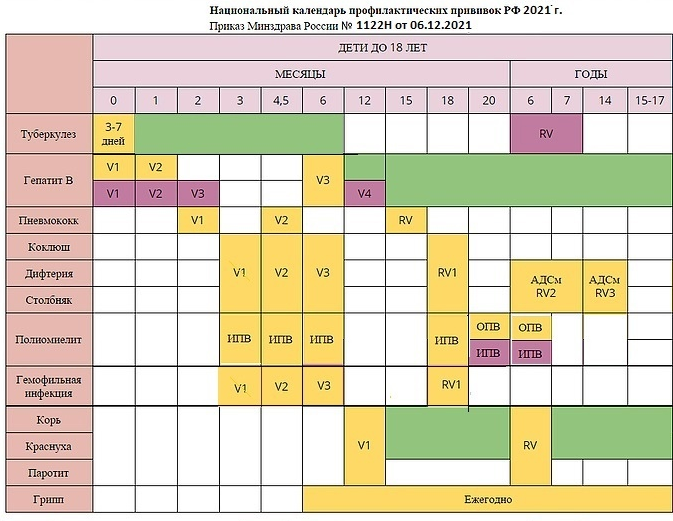 Национальный календарь профилактических прививок РФ 2021 г.
Приказ Минздрава России № 1122Н от 06.12.2021
ДЕТИ ДО 18 ЛЕТ
МЕСЯЦЫ ГОДЫ
0 1 2 3 4,5 6 12 15 18 20 6 7 14 15-17
Туберкулез 3-7 RV
дней
V1 V2
Гепатит В V3
V1 V2 V3 V4
Пневмококк V1 V2 RV
Коклюш
Дифтерия V1 V2 V3 RV1 АДСм АДСм
RV2 RV3
Столбняк
ОПВ ОПВ
Полиомиелит ИПВ ИПВ ИПВ ИПВ
ИПВ ИПВ
Гемофильная V1 V2 V3 RV1
инфекция
Корь
Краснуха V1 RV
Паротит
Грипп Ежегодно